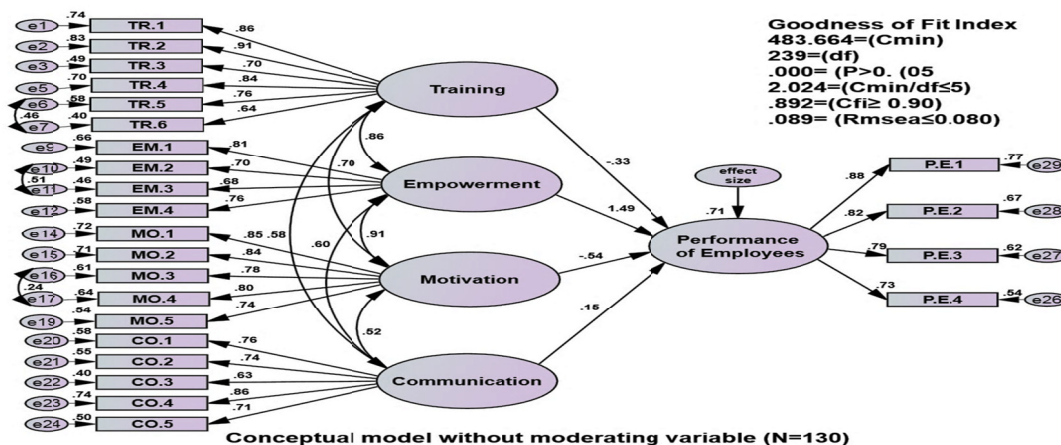 Goodness of Fit Index
483.664=(Cmin)
239=(df)
.000= (P>0. (05
2.024=(Cmin/df≤5)
.892=(Cfi≥ 0.90)
.089= (Rmsea≤0.080)
e1 .74 TR.1 .86
e2 .83 TR.2 .91
e3 .49 TR.3 .70
e5 .70 TR.4 .84
e6 .58 TR.5 .76
.46
e7 .40 TR.6 .64
e9 .66 EM.1 .81
e10 .49 EM.2 .70
.51
e11 .46 EM.3 .68
e12 .58 EM.4 .76
e14 .72 MO.1 .85
e15 .71 MO.2 .84
e16 .61 MO.3 .78
.24
e17 .64 MO.4 .80
e19 .54 MO.5 .74
e20 .58 CO.1 .76
e21 .55 CO.2 .74
e22 .40 CO.3 .63
e23 .74 CO.4 .86
e24 .50 CO.5 .71
Training
Empowerment
Motivation
Communication
.86
.70
.58
.60
.91
.52
-.33
1.49
-.54
.15
effect
size
.71
Performance
of Employees
.88 P.E.1 .77 e29
.82 P.E.2 .67 e28
.79 P.E.3 .62 e27
.73 P.E.4 .54 e26
Conceptual model without moderating variable (N=130)